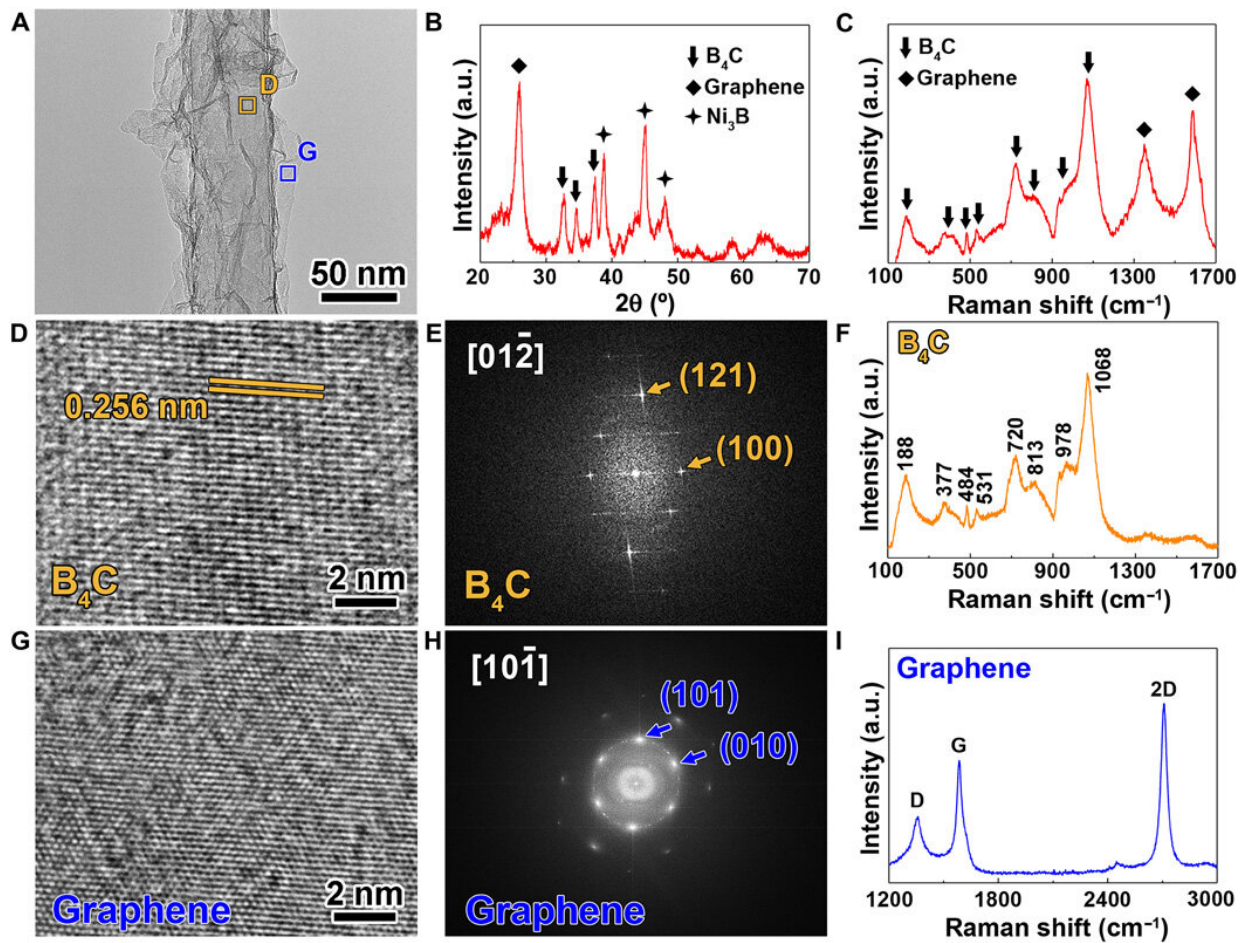 A
D
G
50 nm
B
Intensity (a.u.)
B₄C
Graphene
Ni₃B
20 30 40 50 60 70
2θ (º)
C
Intensity (a.u.)
B₄C
Graphene
100 500 900 1300 1700
Raman shift (cm⁻¹)
D
0.256 nm
B₄C
2 nm
E
[012̄]
(121)
(100)
B₄C
F
B₄C
Intensity (a.u.)
188
377
484
531
720
813
978
1068
100 500 900 1300 1700
Raman shift (cm⁻¹)
G
Graphene
2 nm
H
[101̄]
(101)
(010)
Graphene
I
Graphene
Intensity (a.u.)
D
G
2D
1200 1800 2400 3000
Raman shift (cm⁻¹)